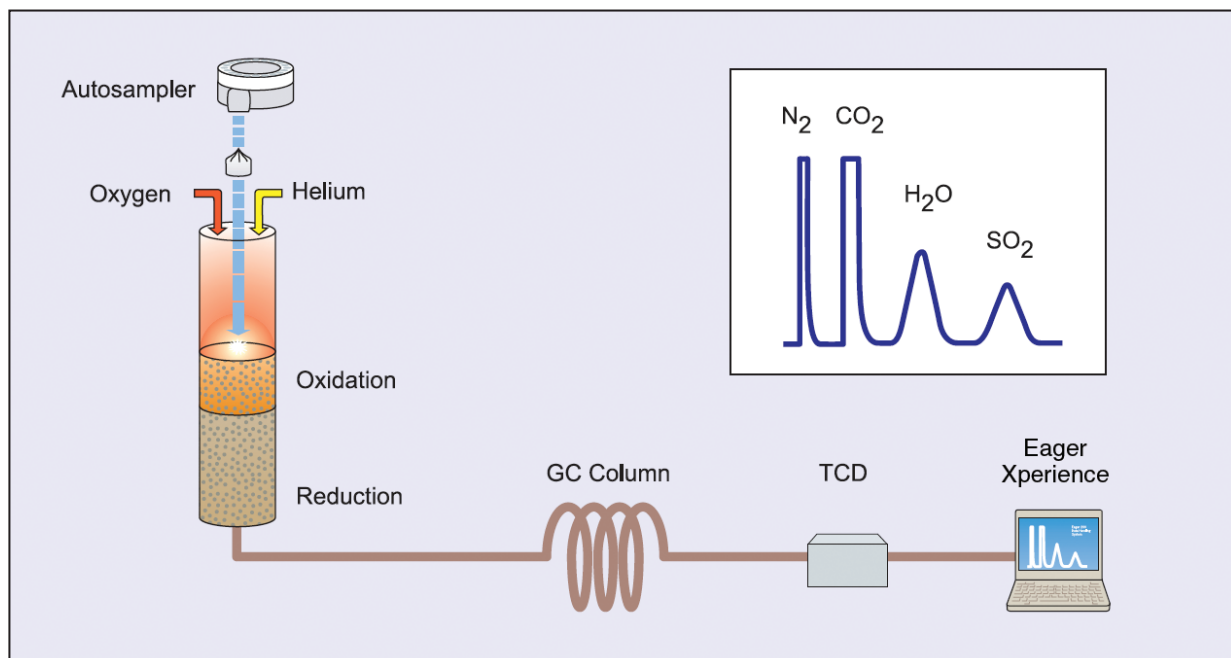 Autosampler
Oxygen
Helium
Oxidation
Reduction
GC Column
TCD
Eager
Xperience
N2
CO2
H2O
SO2